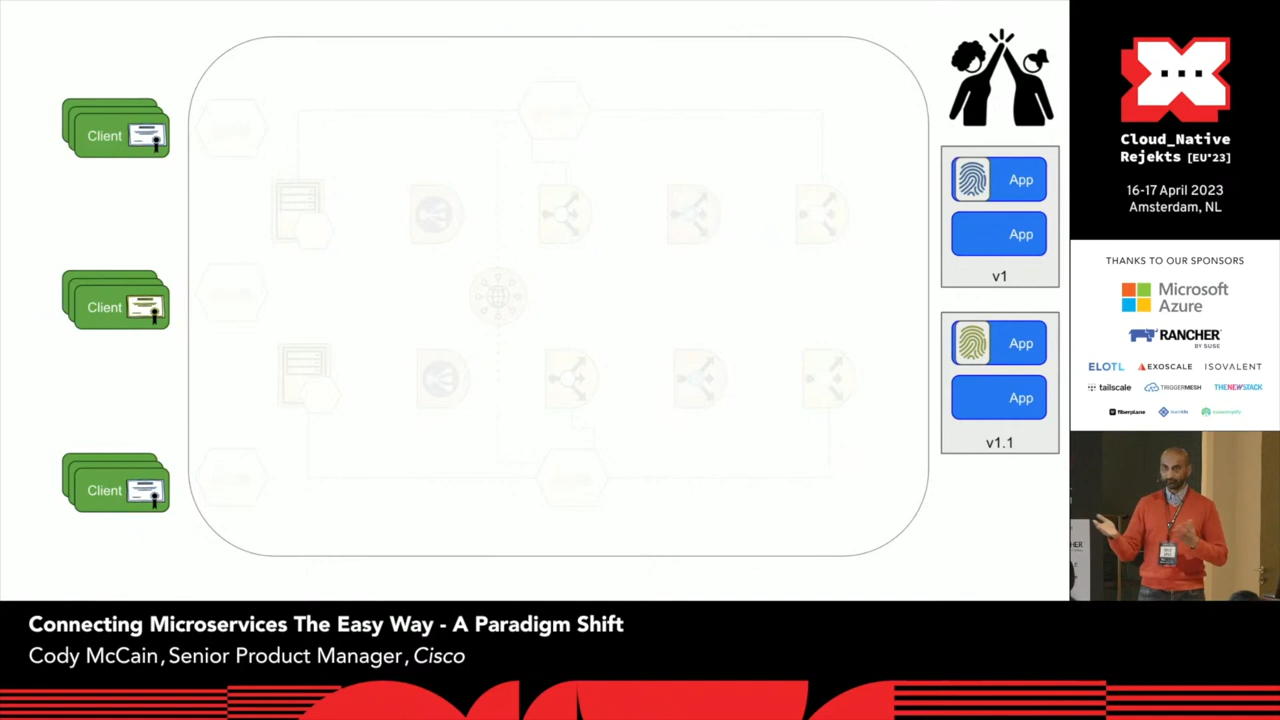 Client
Client
Client
App
App
v1
App
App
v1.1
Cloud_Native
Rejekts [EU*23]
16-17 April 2023
Amsterdam, NL
THANKS TO OUR SPONSORS
Microsoft
Azure
RANCHER
BY SUSE
ELOTL EXOSCALE ISOVALENT
tailscale TRIGGERMESH THENEWSTACK
fiberplane
Connecting Microservices The Easy Way - A Paradigm Shift
Cody McCain, Senior Product Manager, Cisco